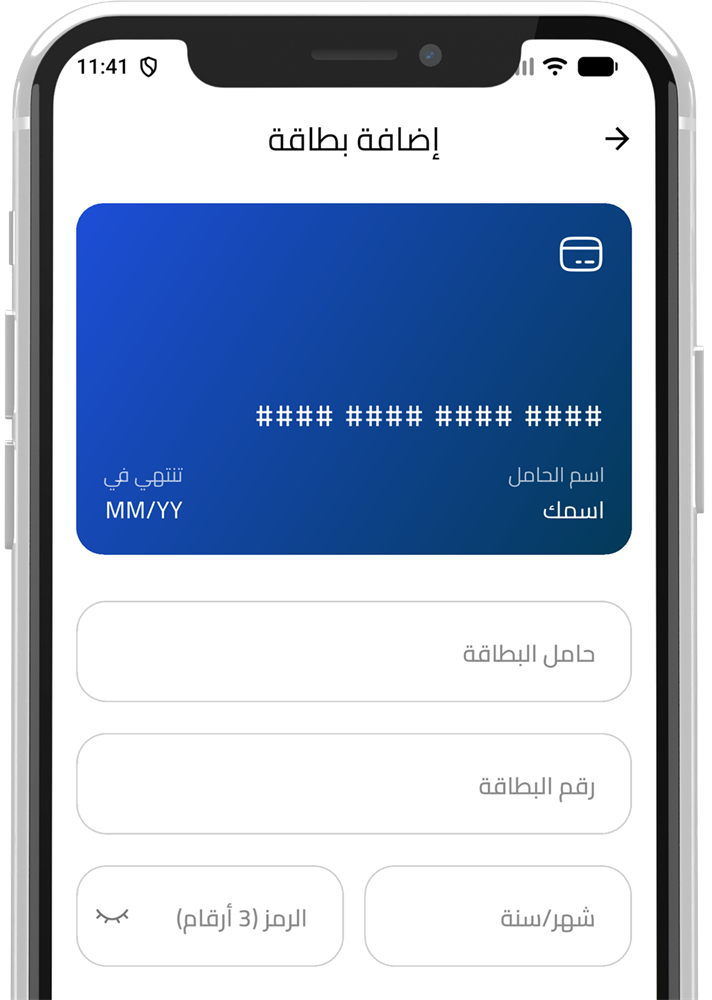 11:41
إضافة بطاقة
#### #### #### ####
اسم الحامل
تنتهي في
اسمك
MM/YY
حامل البطاقة
رقم البطاقة
شهر/سنة
الرمز (3 أرقام)